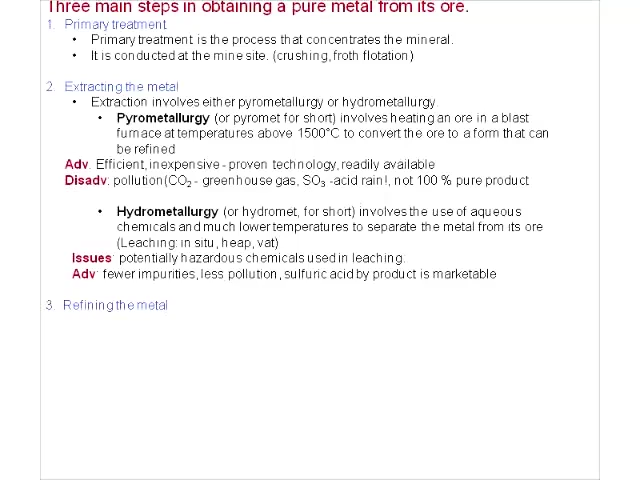 Three main steps in obtaining a pure metal from its ore.
1. Primary treatment
• Primary treatment is the process that concentrates the mineral.
• It is conducted at the mine site. (crushing, froth flotation)
2. Extracting the metal
• Extraction involves either pyrometallurgy or hydrometallurgy.
• Pyrometallurgy (or pyromet for short) involves heating an ore in a blast
furnace at temperatures above 1500°C to convert the ore to a form that can
be refined
Adv. Efficient, inexpensive - proven technology, readily available
Disadv: pollution(CO₂ - greenhouse gas, SO₃ -acid rain!, not 100 % pure product
• Hydrometallurgy (or hydromet, for short) involves the use of aqueous
chemicals and much lower temperatures to separate the metal from its ore
(Leaching: in situ, heap, vat)
Issues: potentially hazardous chemicals used in leaching.
Adv: fewer impurities, less pollution, sulfuric acid by product is marketable
3. Refining the metal